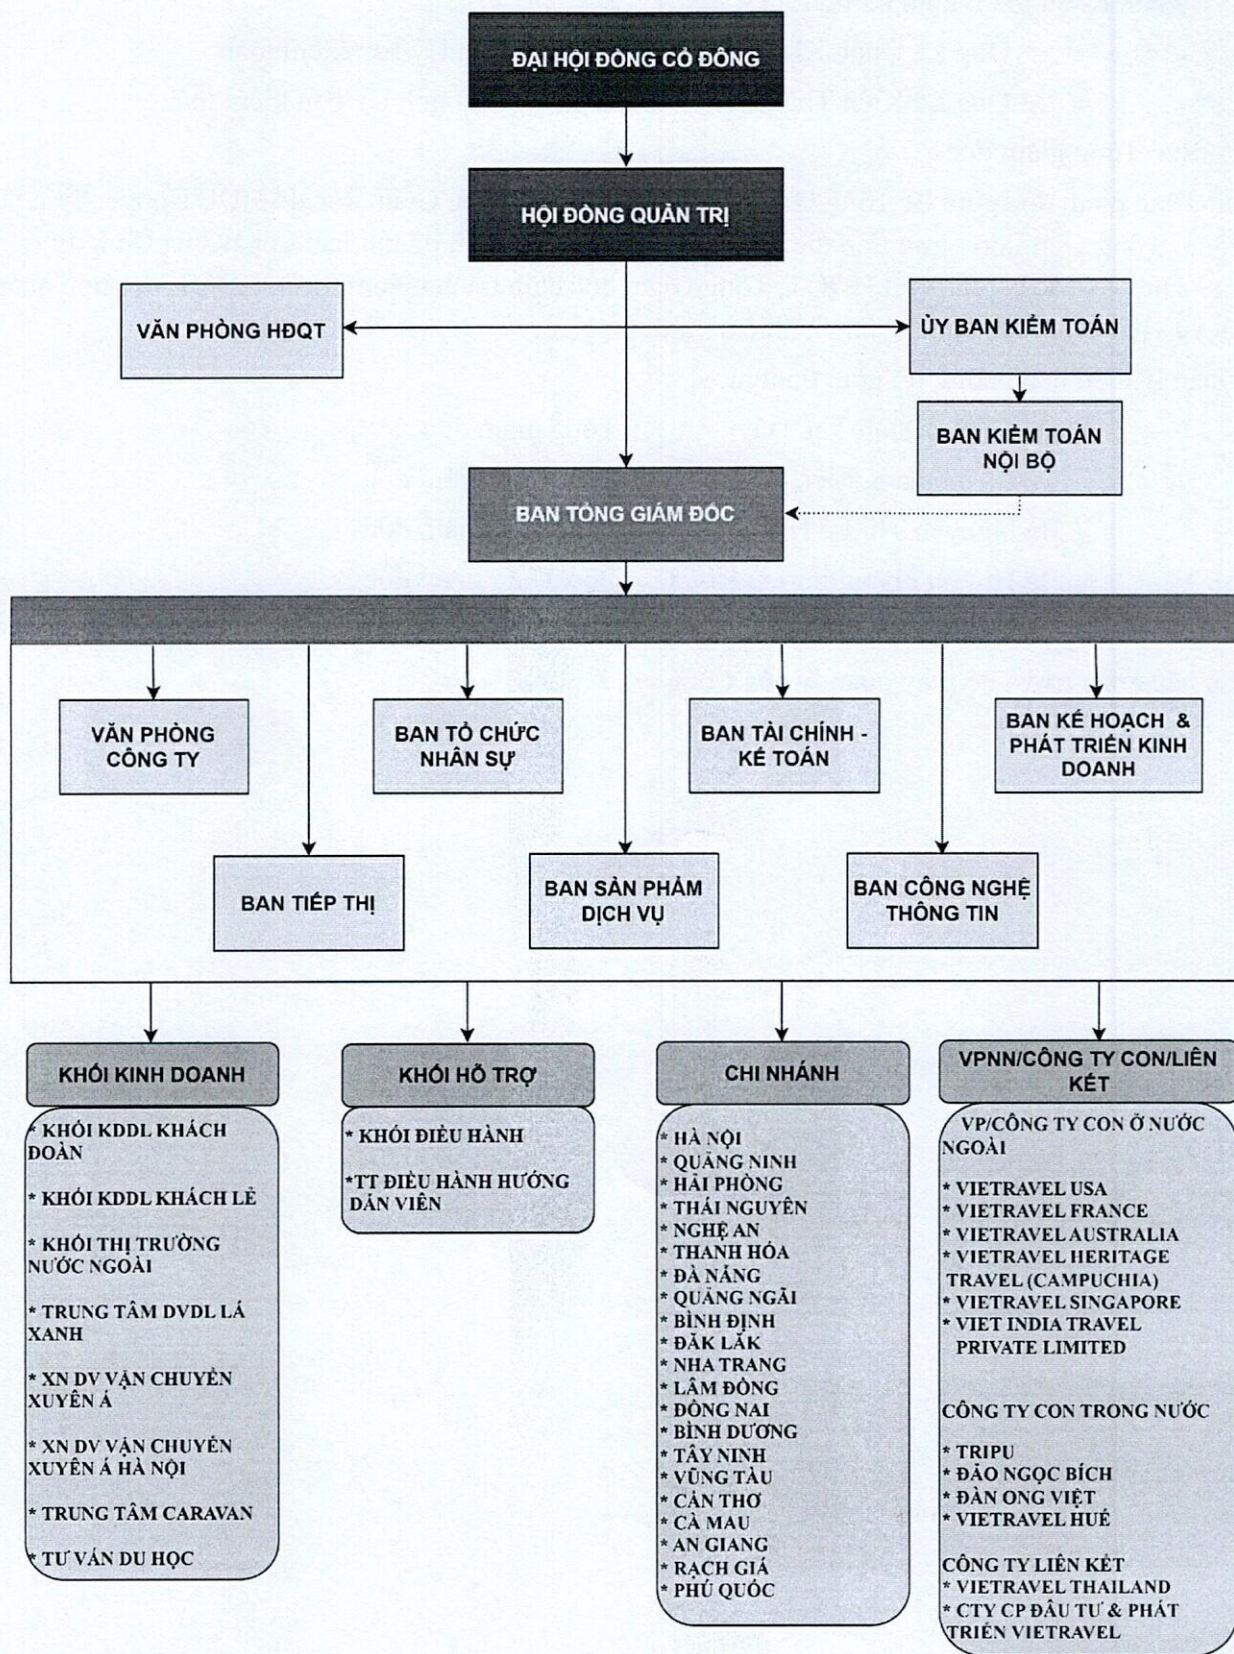 ĐẠI HỘI ĐỒNG CỔ ĐÔNG
HỘI ĐỒNG QUẢN TRỊ
VĂN PHÒNG HĐQT
ỦY BAN KIỂM TOÁN
BAN KIỂM TOÁN
NỘI BỘ
BAN TỔNG GIÁM ĐỐC
VĂN PHÒNG
CÔNG TY
BAN TỔ CHỨC
NHÂN SỰ
BAN TÀI CHÍNH -
KẾ TOÁN
BAN KẾ HOẠCH &
PHÁT TRIỂN KINH
DOANH
BAN TIẾP THỊ
BAN SẢN PHẨM
DỊCH VỤ
BAN CÔNG NGHỆ
THÔNG TIN
KHỐI KINH DOANH
* KHỐI KDDL KHÁCH
ĐOÀN
* KHỐI KDDL KHÁCH LẺ
* KHỐI THỊ TRƯỜNG
NƯỚC NGOÀI
* TRUNG TÂM DVDL LÁ
XANH
* XN DV VẬN CHUYỂN
XUYÊN Á
* XN DV VẬN CHUYỂN
XUYÊN Á HÀ NỘI
* TRUNG TÂM CARAVAN
* TƯ VẤN DU HỌC
KHỐI HỖ TRỢ
* KHỐI ĐIỀU HÀNH
*TT ĐIỀU HÀNH HƯỚNG
DẪN VIÊN
CHI NHÁNH
* HÀ NỘI
* QUẢNG NINH
* HẢI PHÒNG
* THÁI NGUYÊN
* NGHỆ AN
* THANH HÓA
* ĐÀ NẴNG
* QUẢNG NGÃI
* BÌNH ĐỊNH
* ĐĂK LĂK
* NHA TRANG
* LÂM ĐỒNG
* ĐỒNG NAI
* BÌNH DƯƠNG
* TÂY NINH
* VŨNG TÀU
* CẦN THƠ
* CÀ MAU
* AN GIANG
* RẠCH GIÁ
* PHÚ QUỐC
VPNN/CÔNG TY CON/LIÊN
KẾT
VP/CÔNG TY CON Ở NƯỚC
NGOÀI
* VIETRAVEL USA
* VIETRAVEL FRANCE
* VIETRAVEL AUSTRALIA
* VIETRAVEL HERITAGE
TRAVEL (CAMPUCHIA)
* VIETRAVEL SINGAPORE
* VIET INDIA TRAVEL
PRIVATE LIMITED
CÔNG TY CON TRONG NƯỚC
* TRIPU
* ĐẢO NGỌC BÍCH
* ĐÀN ONG VIỆT
* VIETRAVEL HUẾ
CÔNG TY LIÊN KẾT
* VIETRAVEL THAILAND
* CTY CP ĐẦU TƯ & PHÁT
TRIỂN VIETRAVEL